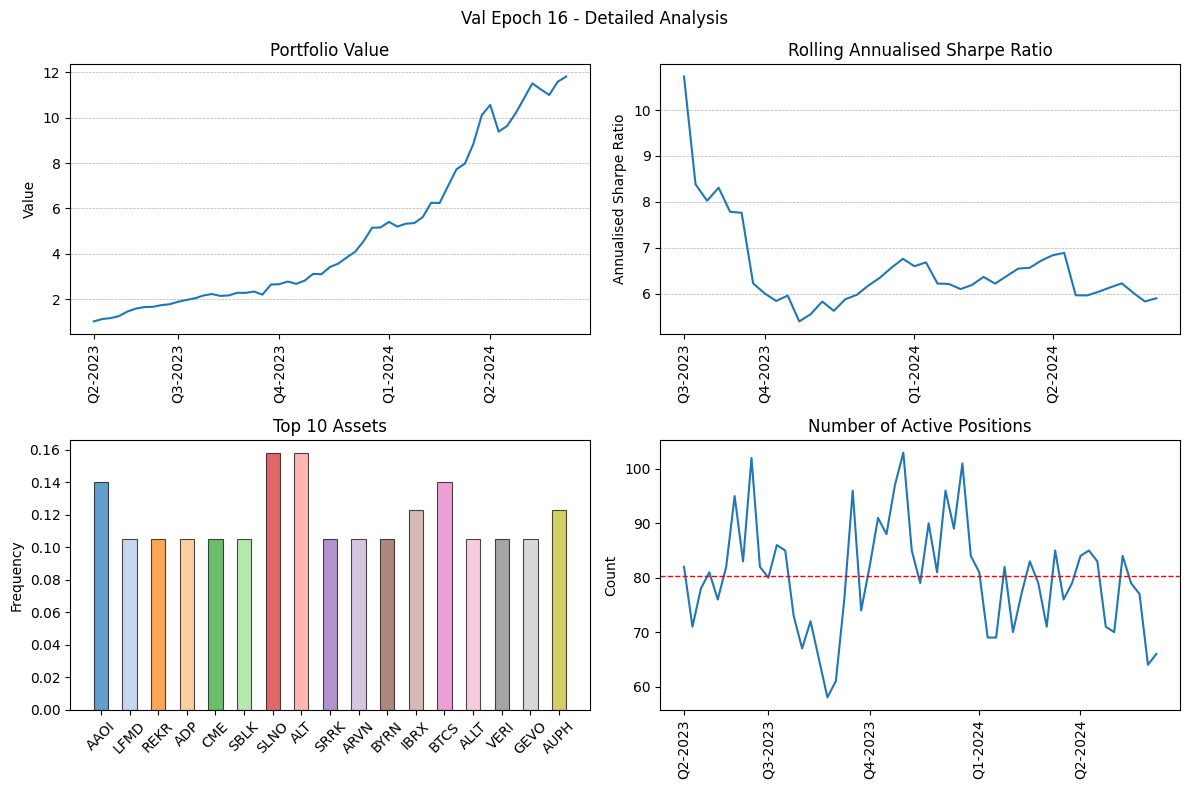 Val Epoch 16 - Detailed Analysis
Portfolio Value
Value
12
10
8
6
4
2
Q2-2023
Q3-2023
Q4-2023
Q1-2024
Q2-2024
Rolling Annualised Sharpe Ratio
Annualised Sharpe Ratio
10
9
8
7
6
Q3-2023
Q4-2023
Q1-2024
Q2-2024
Top 10 Assets
Frequency
0.16
0.14
0.12
0.10
0.08
0.06
0.04
0.02
0.00
AAOI
LFMD
REKR
ADP
CME
SBLK
SLNO
ALT
SRRK
ARVN
BYRN
IBRX
BTCS
ALLT
VERI
GEVO
AUPH
Number of Active Positions
Count
100
90
80
70
60
Q2-2023
Q3-2023
Q4-2023
Q1-2024
Q2-2024